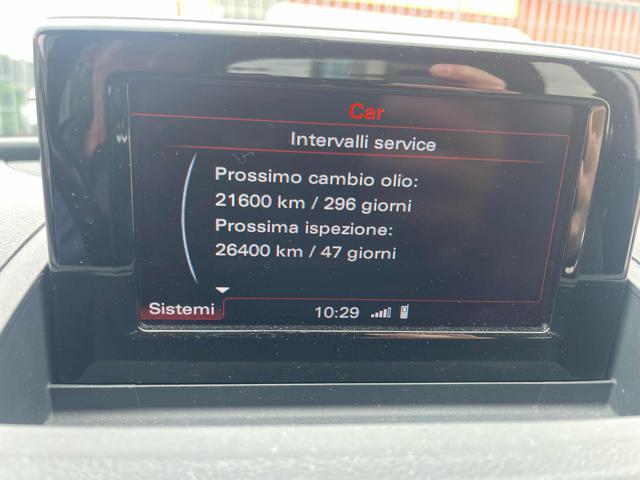 Car
Intervalli service
Prossimo cambio olio:
21600 km / 296 giorni
Prossima ispezione:
26400 km / 47 giorni
Sistemi
10:29